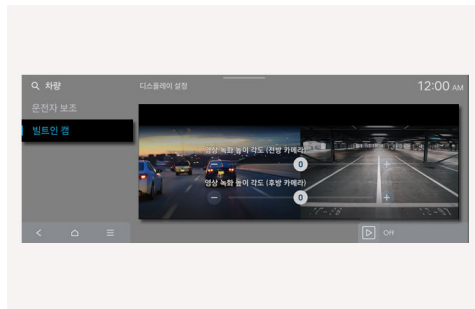 차량
디스플레이 설정
12:00 AM
운전자 보조
빌트인 캠
영상 녹화 높이 각도 (전방 카메라)
0
+
영상 녹화 높이 각도 (후방 카메라)
−
0
+
Off